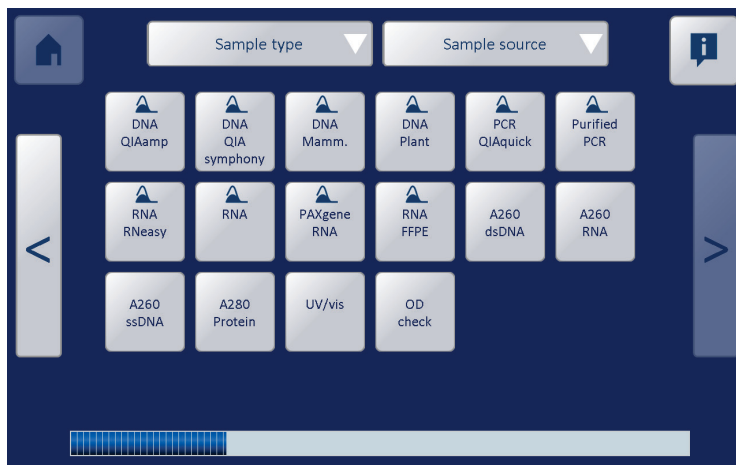 Sample type
Sample source
i
DNA
QIAamp
DNA
QIA
symphony
DNA
Mamm.
DNA
Plant
PCR
QIAquick
Purified
PCR
RNA
RNeasy
RNA
PAXgene
RNA
RNA
FFPE
A260
dsDNA
A260
RNA
<
>
A260
ssDNA
A280
Protein
UV/vis
OD
check